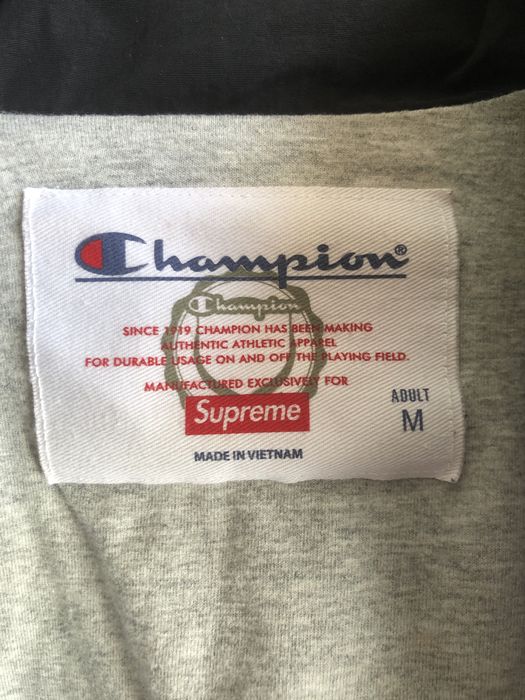 Champion®
Champion
SINCE 1919 CHAMPION HAS BEEN MAKING
AUTHENTIC ATHLETIC APPAREL
FOR DURABLE USAGE ON AND OFF THE PLAYING FIELD.
MANUFACTURED EXCLUSIVELY FOR
Supreme
ADULT
M
MADE IN VIETNAM